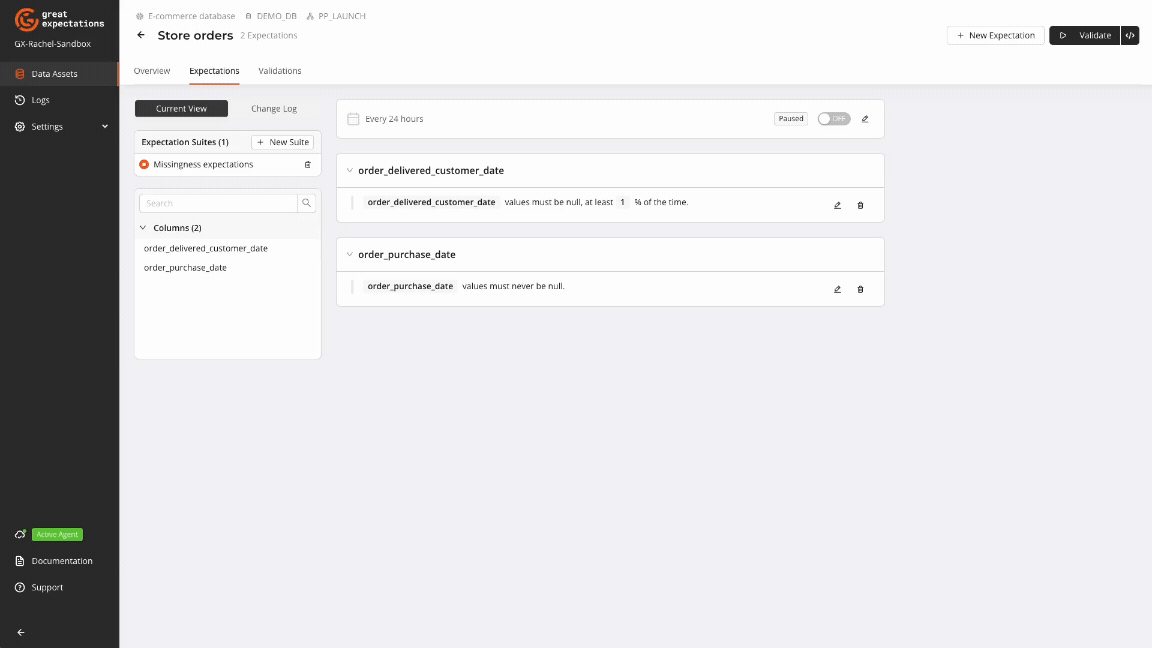 great
expectations
GX-Rachel-Sandbox
Data Assets
Logs
Settings
Active Agent
Documentation
Support
E-commerce database DEMO_DB PP_LAUNCH
Store orders 2 Expectations
New Expectation
Validate
Overview Expectations Validations
Current View Change Log
Expectation Suites (1) + New Suite
Missingness expectations
Search
Columns (2)
order_delivered_customer_date
order_purchase_date
Every 24 hours Paused OFF
order_delivered_customer_date
order_delivered_customer_date values must be null, at least 1 % of the time.
order_purchase_date
order_purchase_date values must never be null.